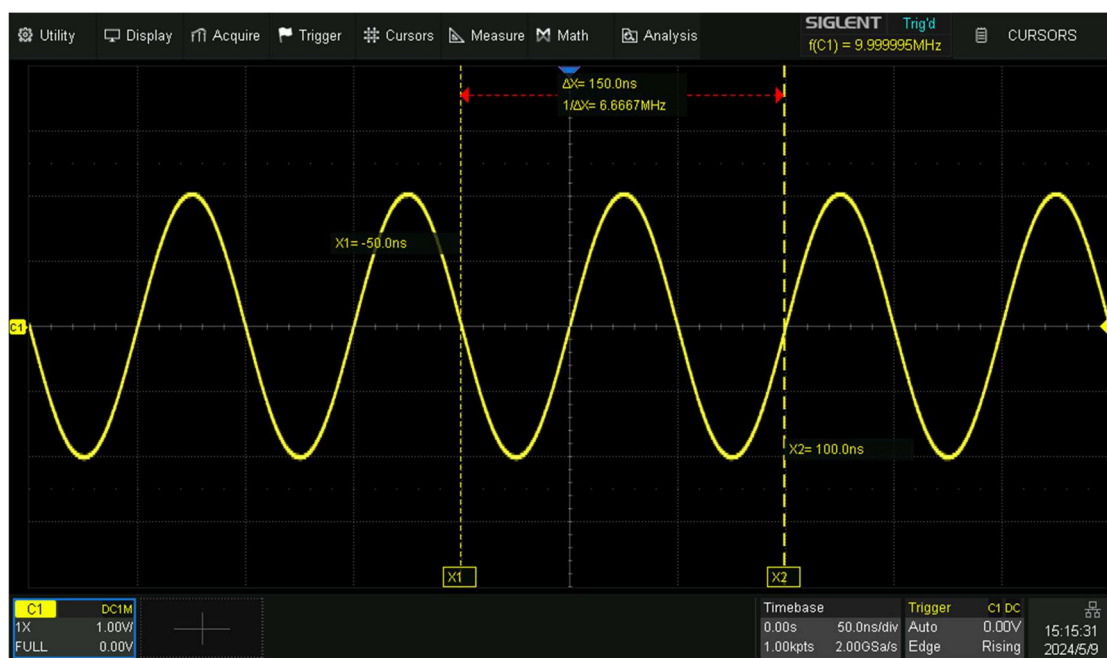 Utility Display Acquire Trigger Cursors Measure Math Analysis SIGLENT Trig'd CURSORS
f(C1) = 9.999995MHz
ΔX= 150.0ns
1/ΔX= 6.6667MHz
X1= -50.0ns
C1
X2= 100.0ns
X1 X2
C1 DC1M Timebase Trigger C1 DC
1X 1.00V/ 0.00s 50.0ns/div Auto 0.00V 15:15:31
FULL 0.00V 1.00kpts 2.00GSa/s Edge Rising 2024/5/9